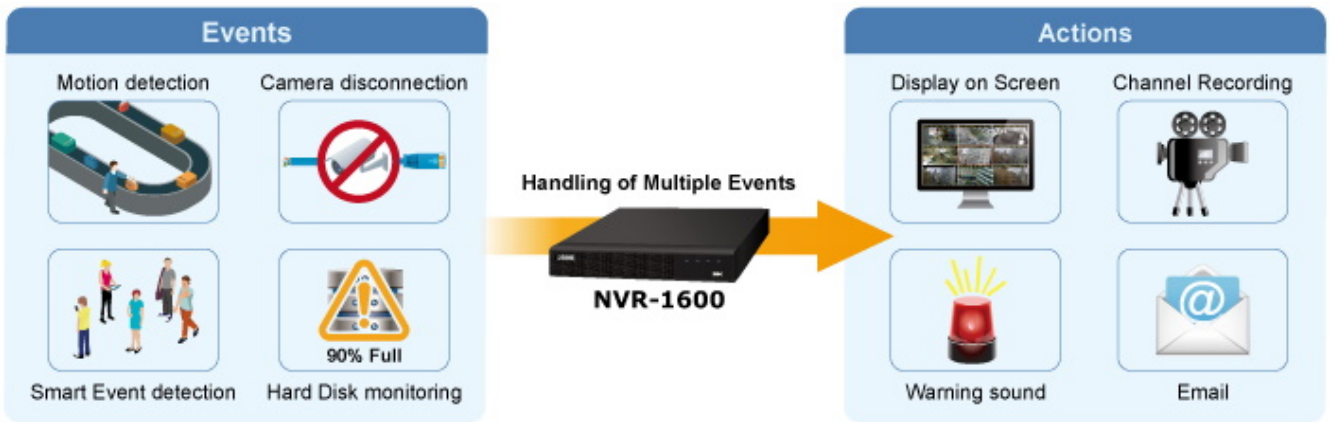 Events
Motion detection
Camera disconnection
Smart Event detection
90% Full
Hard Disk monitoring
Handling of Multiple Events
NVR-1600
Actions
Display on Screen
Channel Recording
@
Warning sound
Email